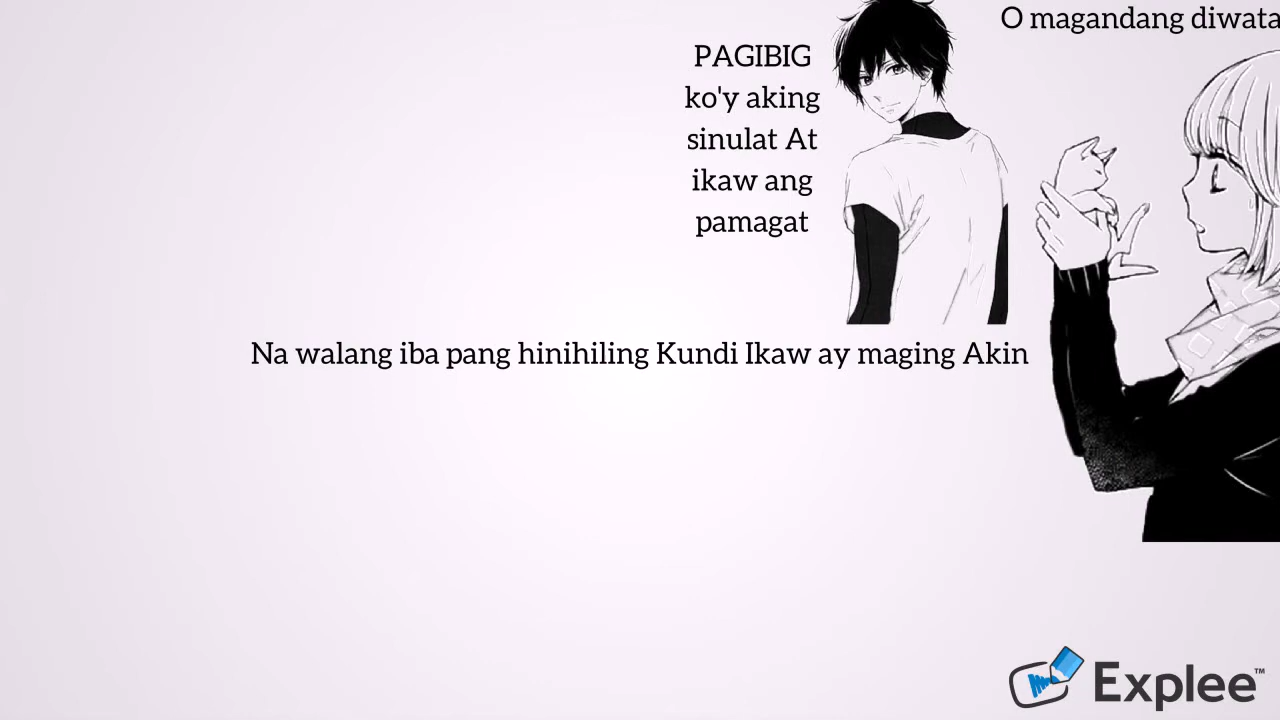 O magandang diwata
PAGIBIG
ko'y aking
sinulat At
ikaw ang
pamagat
Na walang iba pang hinihiling Kundi Ikaw ay maging Akin
Explee™